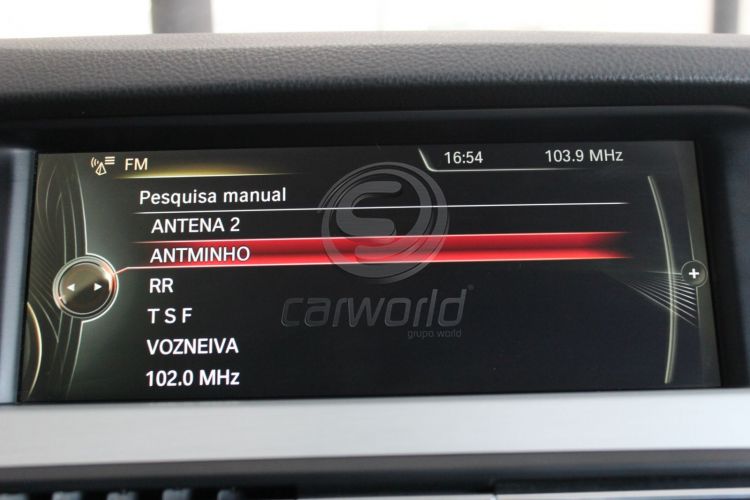 FM 16:54 103.9 MHz
Pesquisa manual
ANTENA 2
ANTMINHO
RR
T S F
VOZNEIVA
102.0 MHz
carworld®
grupo.world